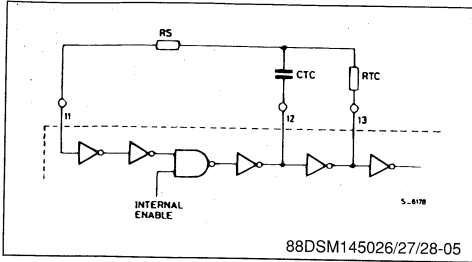 RS
CTC
RTC
11
12
13
INTERNAL
ENABLE
S_6178
88DSM145026/27/28-05